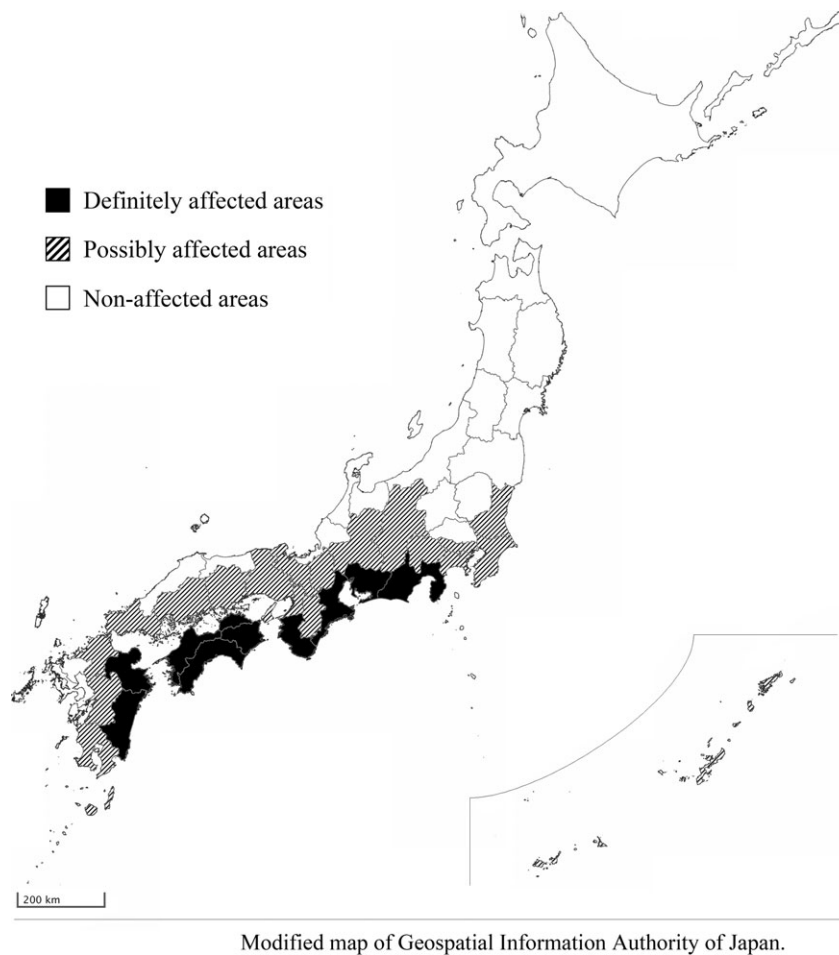 Definitely affected areas
Possibly affected areas
Non-affected areas
200 km
Modified map of Geospatial Information Authority of Japan.